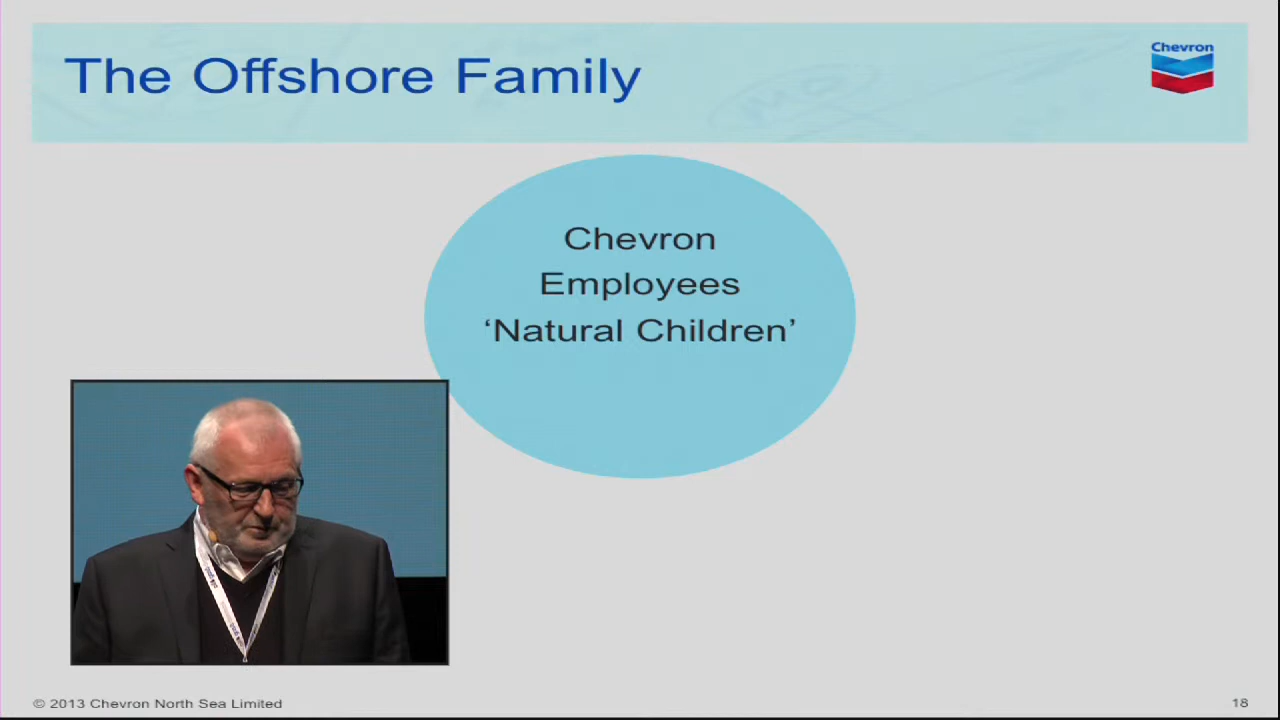 The Offshore Family
Chevron
Chevron
Employees
‘Natural Children’
© 2013 Chevron North Sea Limited
18